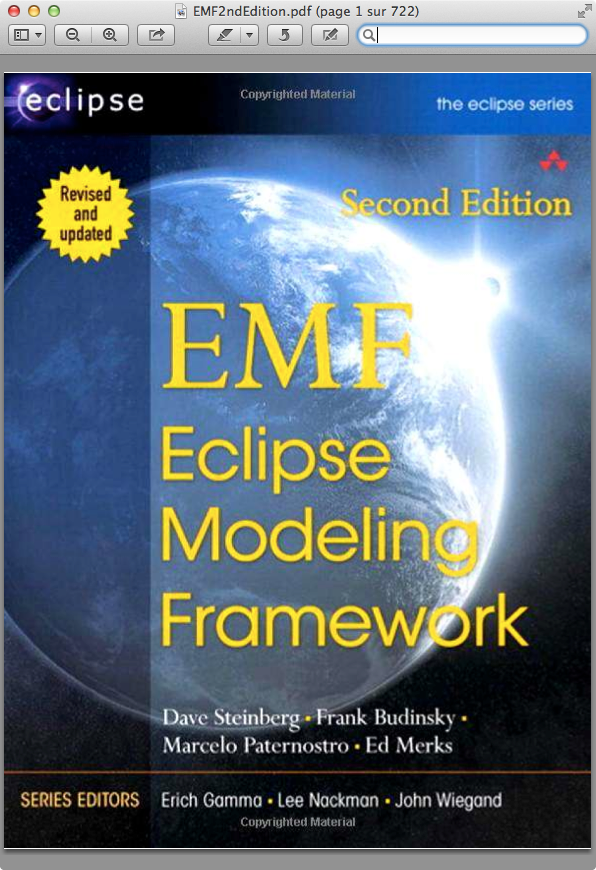 EMF2ndEdition.pdf (page 1 sur 722)
eclipse
Copyrighted Material
the eclipse series
Revised
and
updated
Second Edition
EMF
Eclipse
Modeling
Framework
Dave Steinberg · Frank Budinsky ·
Marcelo Paternostro · Ed Merks
SERIES EDITORS Erich Gamma · Lee Nackman · John Wiegand
Copyrighted Material